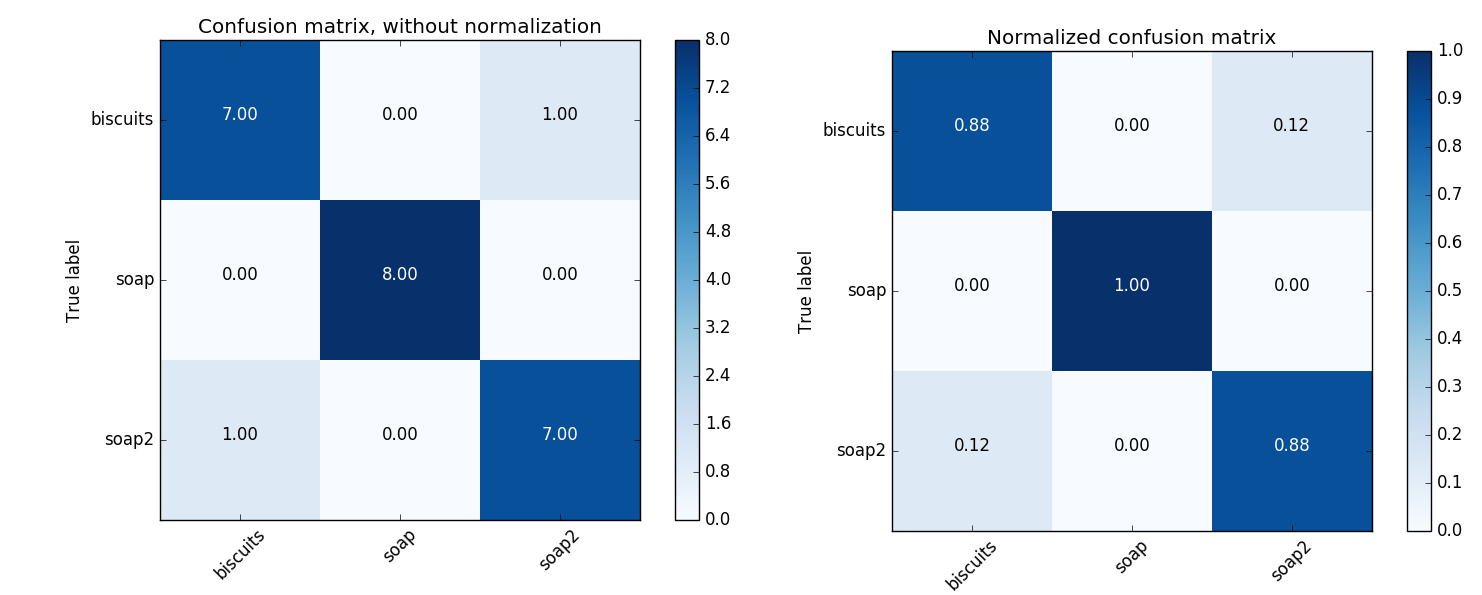 Confusion matrix, without normalization
biscuits 7.00 0.00 1.00
soap 0.00 8.00 0.00
soap2 1.00 0.00 7.00
True label
biscuits soap soap2
8.0
7.2
6.4
5.6
4.8
4.0
3.2
2.4
1.6
0.8
0.0
Normalized confusion matrix
biscuits 0.88 0.00 0.12
soap 0.00 1.00 0.00
soap2 0.12 0.00 0.88
True label
biscuits soap soap2
1.0
0.9
0.8
0.7
0.6
0.5
0.4
0.3
0.2
0.1
0.0